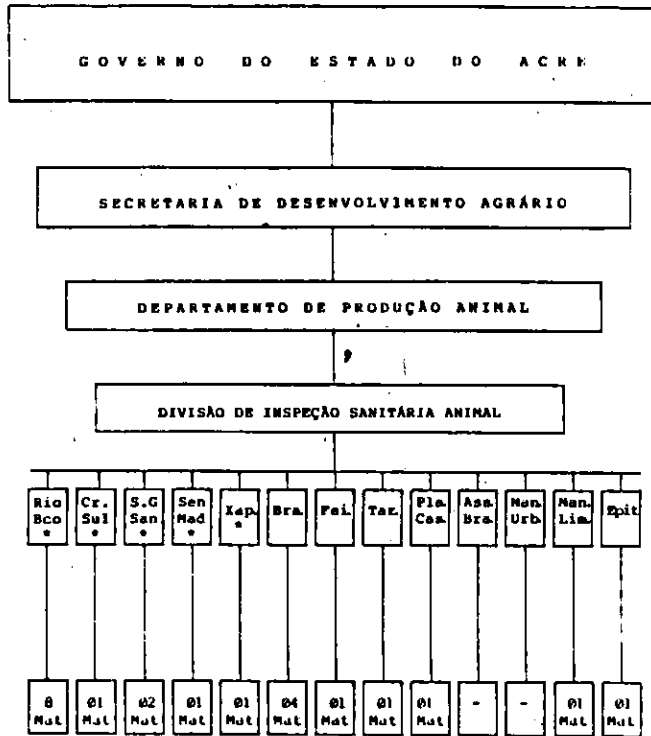 GOVERNO DO ESTADO DO ACRE
SECRETARIA DE DESENVOLVIMENTO AGRÁRIO
DEPARTAMENTO DE PRODUÇÃO ANIMAL
DIVISÃO DE INSPEÇÃO SANITÁRIA ANIMAL
Rio Cr. S.G Sen Xap. Bra. Fei. Tar. Pla. Ass. Man. Man. Epit
Bco Sul San Mad * Cas. Bra Urb. Lim.
* * * *
8 01 02 01 01 04 01 01 01 - - 01 01
Mat Mat Mat Mat Mat Mat Mat Mat Mat Mat Mat